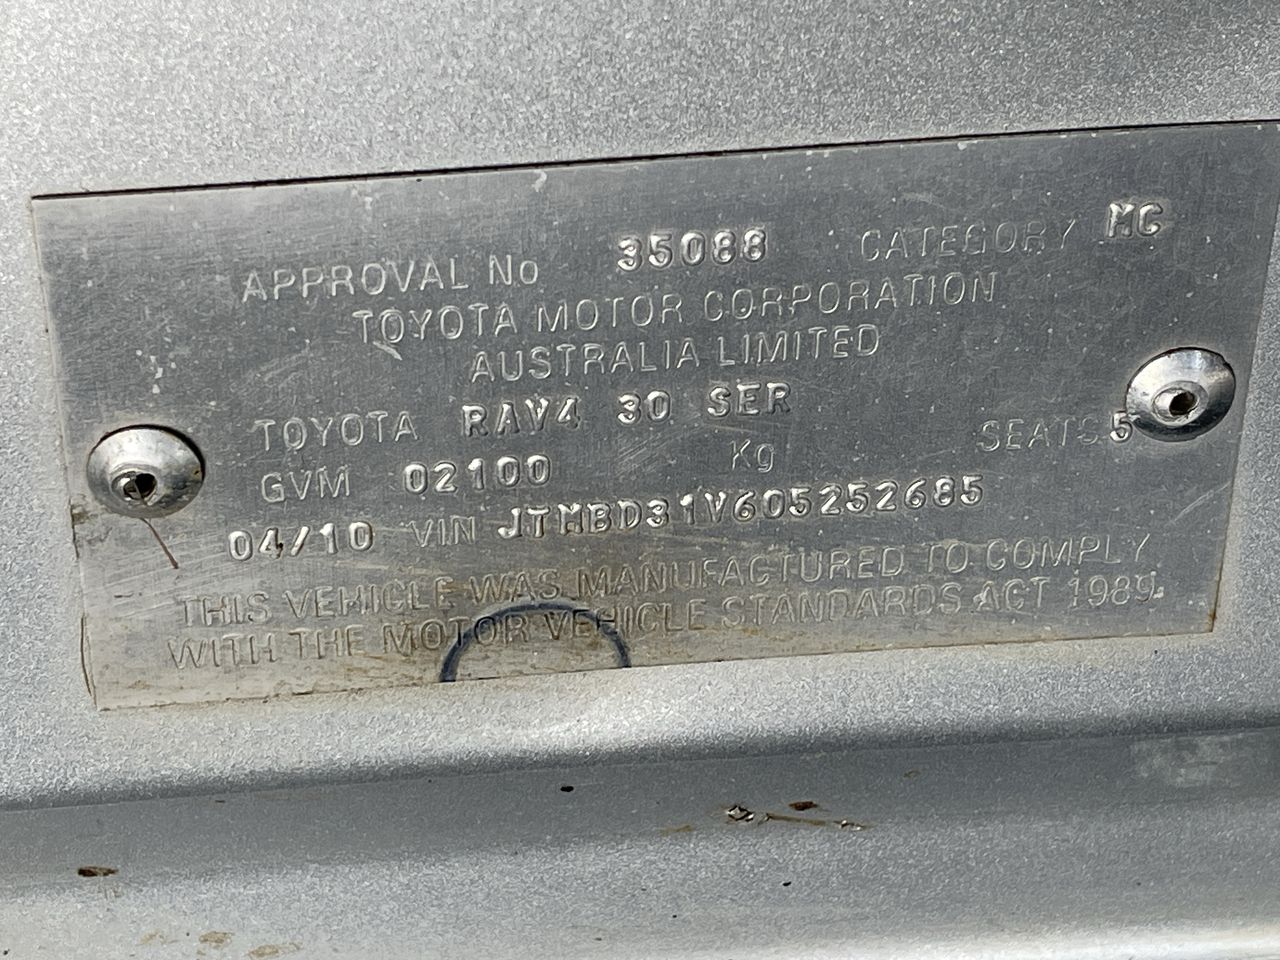 APPROVAL No 35088 CATEGORY MC
TOYOTA MOTOR CORPORATION
AUSTRALIA LIMITED
TOYOTA RAV4 30 SER
GVM 02100 Kg SEATS 5
04/10 VIN JTMBD31V605252685
THIS VEHICLE WAS MANUFACTURED TO COMPLY
WITH THE MOTOR VEHICLE STANDARDS ACT 1989.